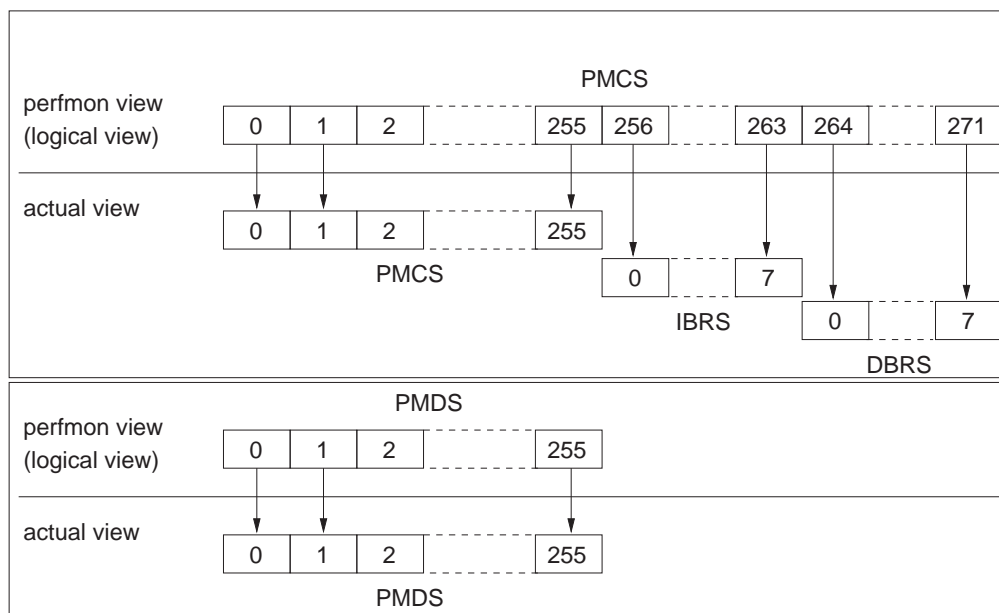 PMCS
perfmon view
(logical view)
0 1 2 255 256 263 264 271
actual view
0 1 2 255
PMCS
0 7
IBRS
0 7
DBRS
PMDS
perfmon view
(logical view)
0 1 2 255
actual view
0 1 2 255
PMDS